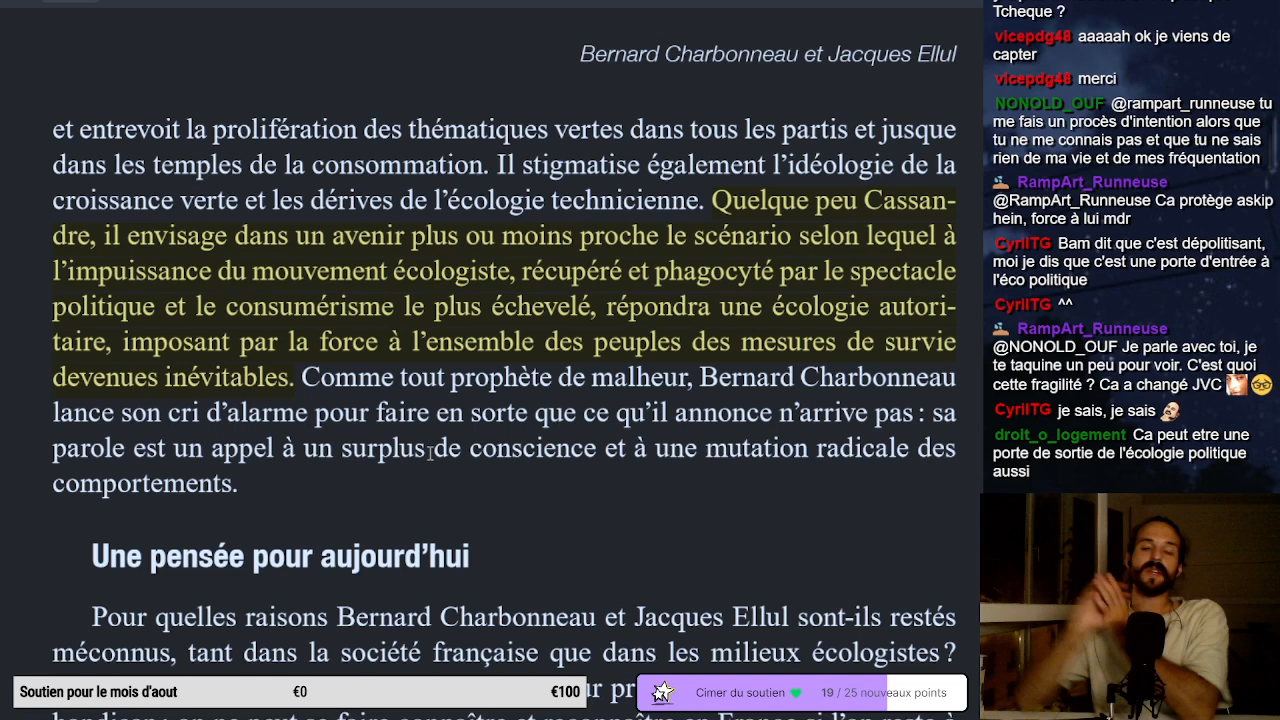 Bernard Charbonneau et Jacques Ellul
et entrevoit la prolifération des thématiques vertes dans tous les partis et jusque
dans les temples de la consommation. Il stigmatise également l’idéologie de la
croissance verte et les dérives de l’écologie technicienne. Quelque peu Cassan-
dre, il envisage dans un avenir plus ou moins proche le scénario selon lequel à
l’impuissance du mouvement écologiste, récupéré et phagocyté par le spectacle
politique et le consumérisme le plus échevelé, répondra une écologie autori-
taire, imposant par la force à l’ensemble des peuples des mesures de survie
devenues inévitables. Comme tout prophète de malheur, Bernard Charbonneau
lance son cri d’alarme pour faire en sorte que ce qu’il annonce n’arrive pas : sa
parole est un appel à un surplus de conscience et à une mutation radicale des
comportements.
Une pensée pour aujourd’hui
Pour quelles raisons Bernard Charbonneau et Jacques Ellul sont-ils restés
méconnus, tant dans la société française que dans les milieux écologistes ?
Soutien pour le mois d'aout
€0
€100
Cimer du soutien
19 / 25 nouveaux points
Tcheque ?
vicepdg48 aaaaah ok je viens de
capter
vicepdg48 merci
NONOLD_OUF @rampart_runneuse tu
me fais un procès d'intention alors que
tu ne me connais pas et que tu ne sais
rien de ma vie et de mes fréquentation
RampArt_Runneuse
@RampArt_Runneuse Ca protège askip
hein, force à lui mdr
CyrilTG Bam dit que c'est dépolitisant,
moi je dis que c'est une porte d'entrée à
l'éco politique
CyrilTG ^^
RampArt_Runneuse
@NONOLD_OUF Je parle avec toi, je
te taquine un peu pour voir. C'est quoi
cette fragilité ? Ca a changé JVC
CyrilTG je sais, je sais
droit_o_logement Ca peut etre une
porte de sortie de l'écologie politique
aussi